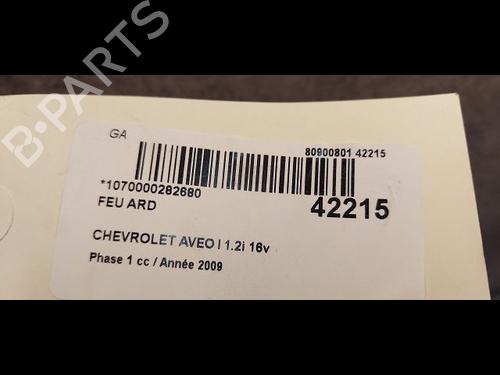 B-PARTS
GA
80900801 42215
*1070000282680
FEU ARD
42215
CHEVROLET AVEO I 1.2i 16v
Phase 1 cc / Année 2009